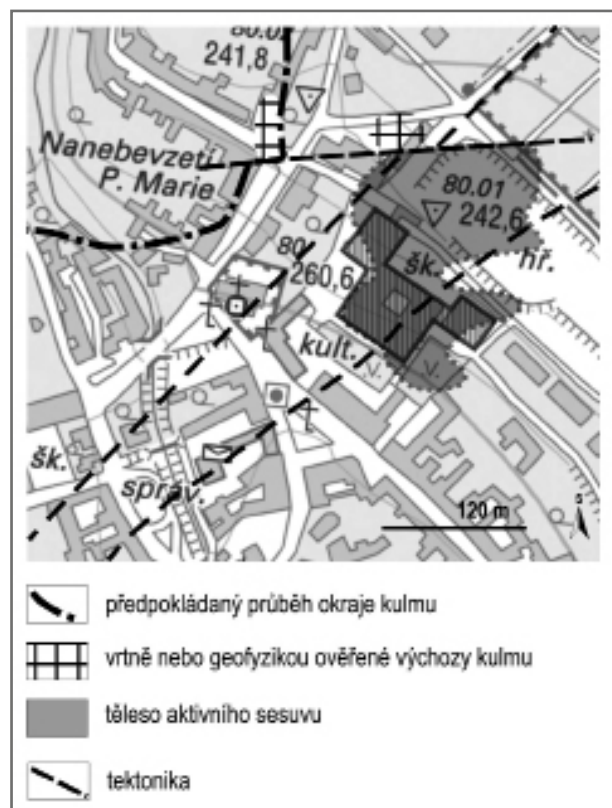 80.02
241,8
Nanebevzetí
P. Marie
80.01
242,6
80.
260,6
šk.
hř.
kult.
v.
v.
šk.
správ.
120 m
s
předpokládaný průběh okraje kulmu
vrtně nebo geofyzikou ověřené výchozy kulmu
těleso aktivního sesuvu
tektonika